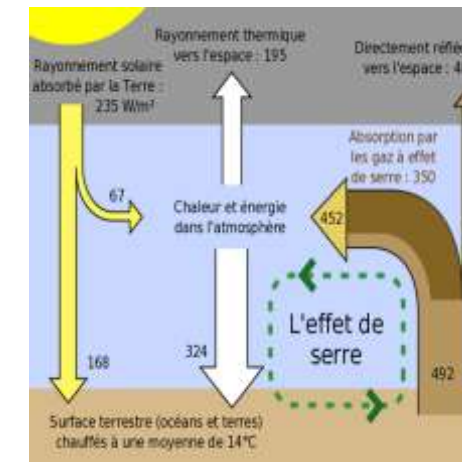 Rayonnement thermique
vers l'espace : 195
Directement
vers l'espace :
Rayonnement solaire
absorbé par la Terre :
235 W/m²
Absorption par
les gaz à effet
de serre : 350
67
Chaleur et énergie
dans l'atmosphère
452
L'effet de
serre
324
168
492
Surface terrestre (océans et terres)
chauffés à une moyenne de 14°C